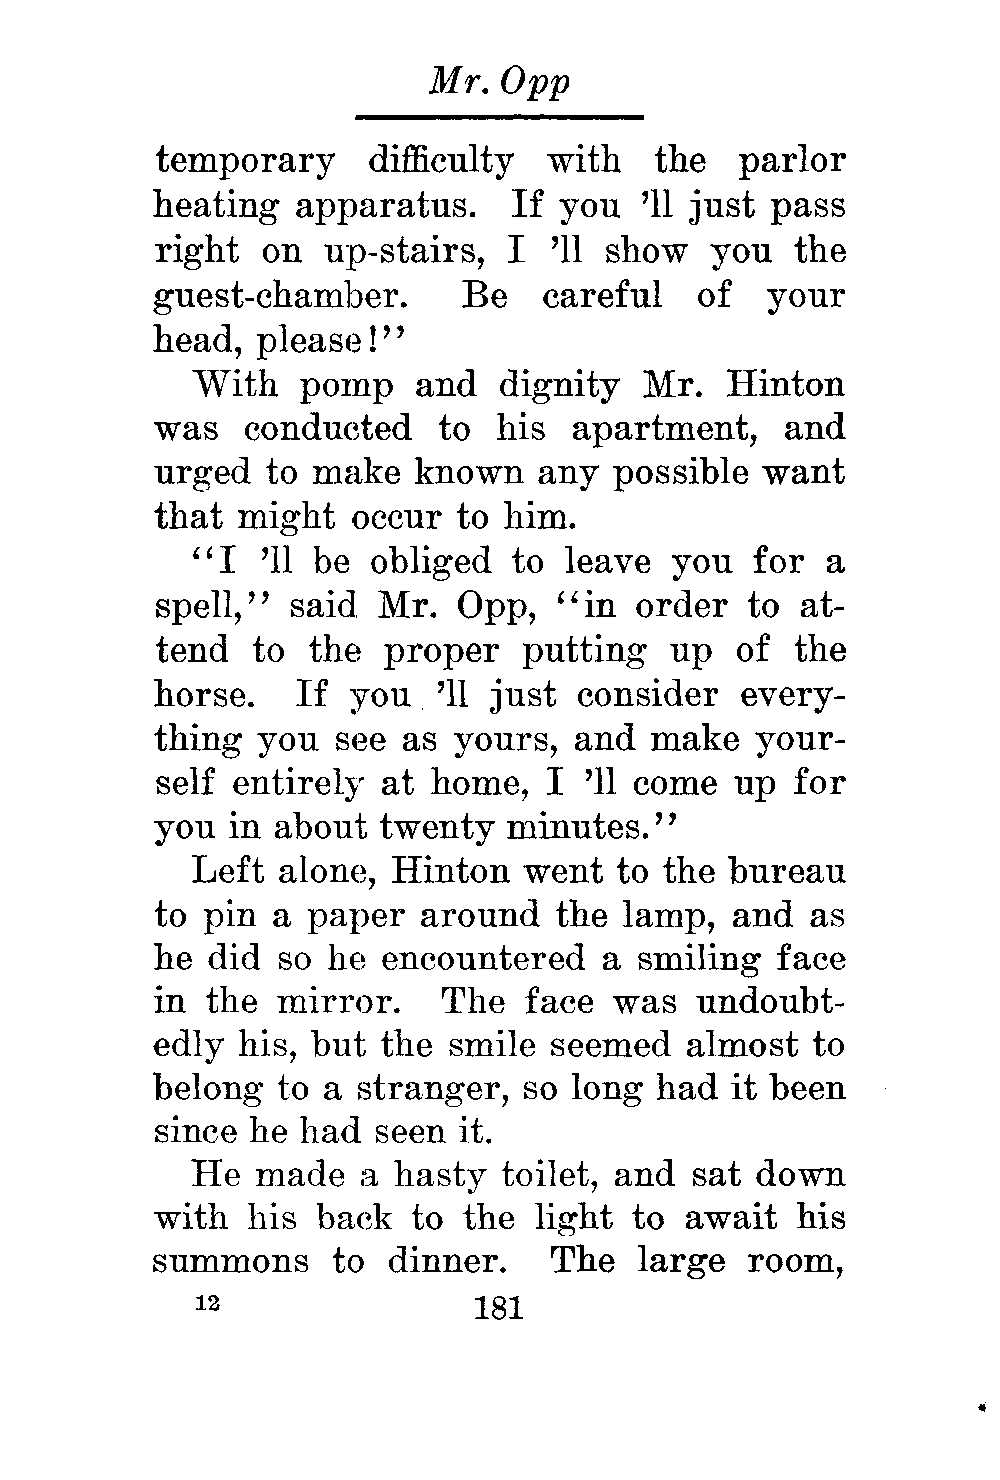 Mr. Opp
temporary difficulty with the parlor
heating apparatus. If you 'll just pass
right on up-stairs, I 'll show you the
guest-chamber. Be careful of your
head, please!''
With pomp and dignity Mr. Hinton
was conducted to his apartment, and
urged to make known any possible want
that might occur to him.
''I 'll be obliged to leave you for a
spell,'' said Mr. Opp, ''in order to at-
tend to the proper putting up of the
horse. If you 'll just consider every-
thing you see as yours, and make your-
self entirely at home, I 'll come up for
you in about twenty minutes.''
Left alone, Hinton went to the bureau
to pin a paper around the lamp, and as
he did so he encountered a smiling face
in the mirror. The face was undoubt-
edly his, but the smile seemed almost to
belong to a stranger, so long had it been
since he had seen it.
He made a hasty toilet, and sat down
with his back to the light to await his
summons to dinner. The large room,
12 181